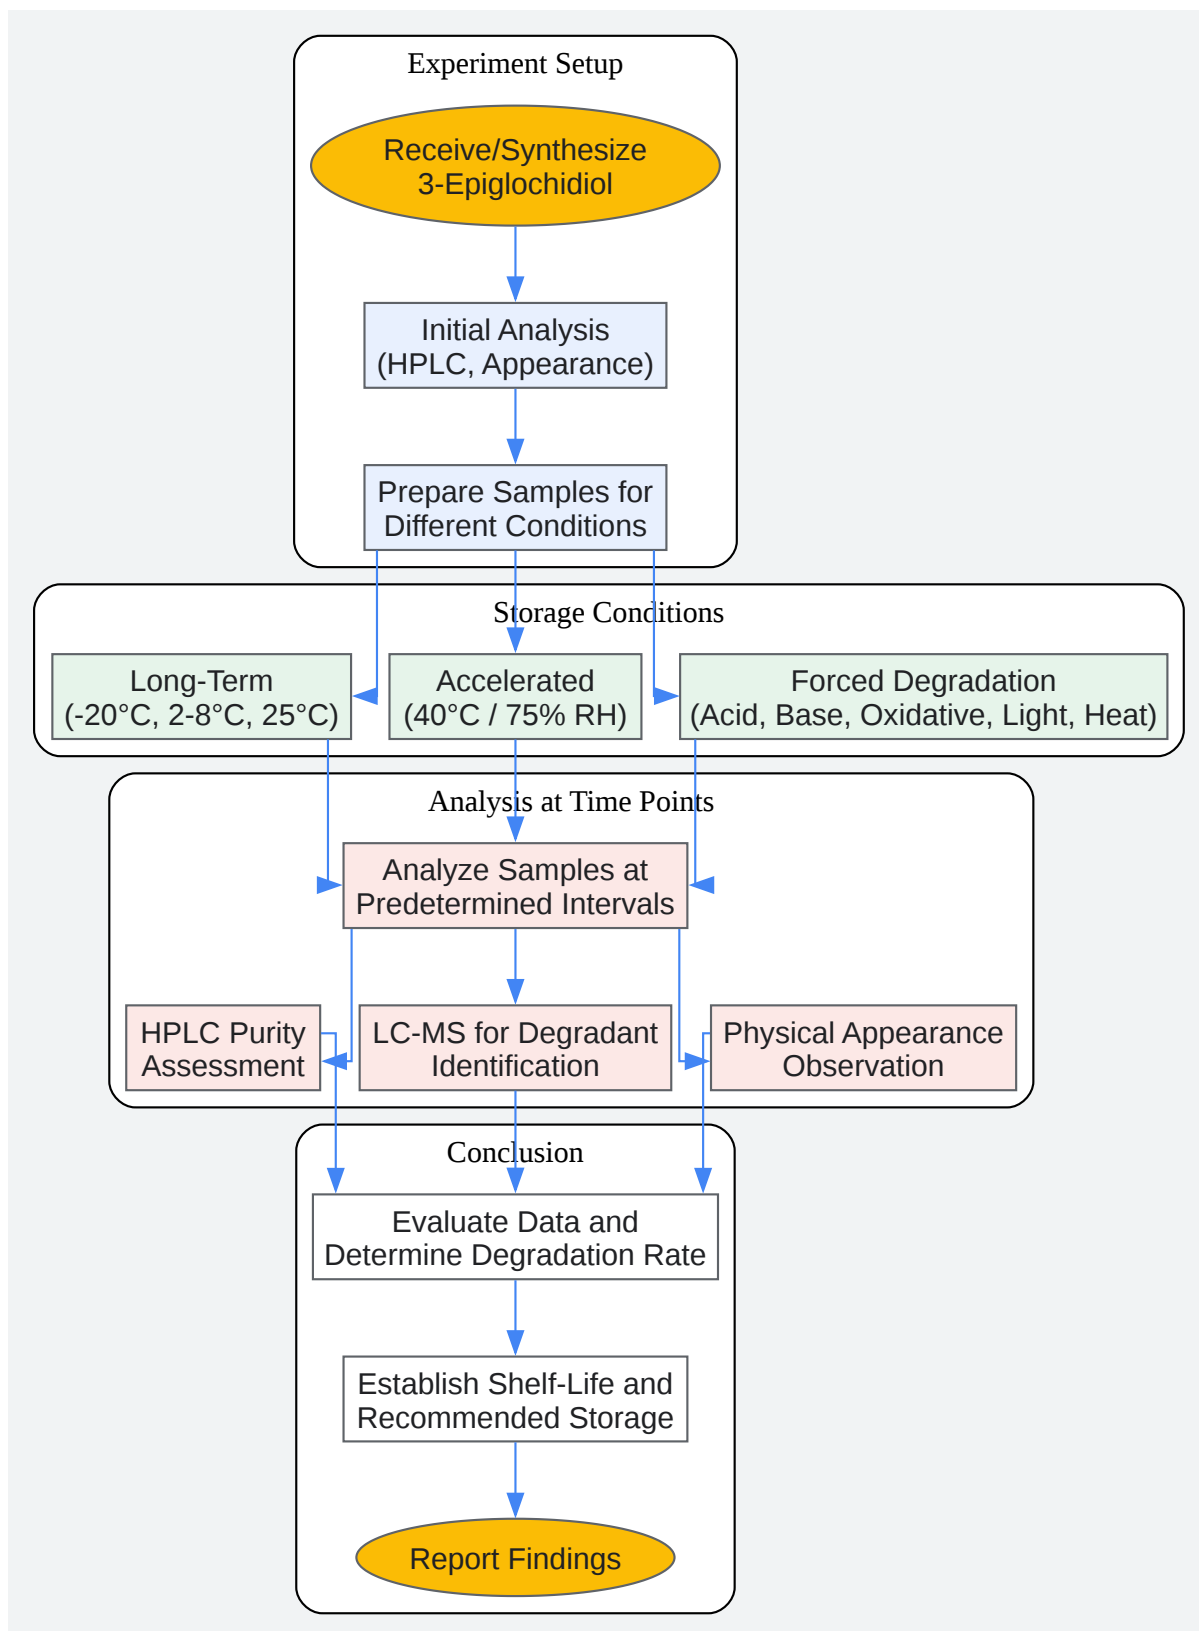 Experiment Setup
Receive/Synthesize
3-Epiglochidiol
Initial Analysis
(HPLC, Appearance)
Prepare Samples for
Different Conditions
Storage Conditions
Long-Term
(-20°C, 2-8°C, 25°C)
Accelerated
(40°C / 75% RH)
Forced Degradation
(Acid, Base, Oxidative, Light, Heat)
Analysis at Time Points
Analyze Samples at
Predetermined Intervals
HPLC Purity
Assessment
LC-MS for Degradant
Identification
Physical Appearance
Observation
Conclusion
Evaluate Data and
Determine Degradation Rate
Establish Shelf-Life and
Recommended Storage
Report Findings